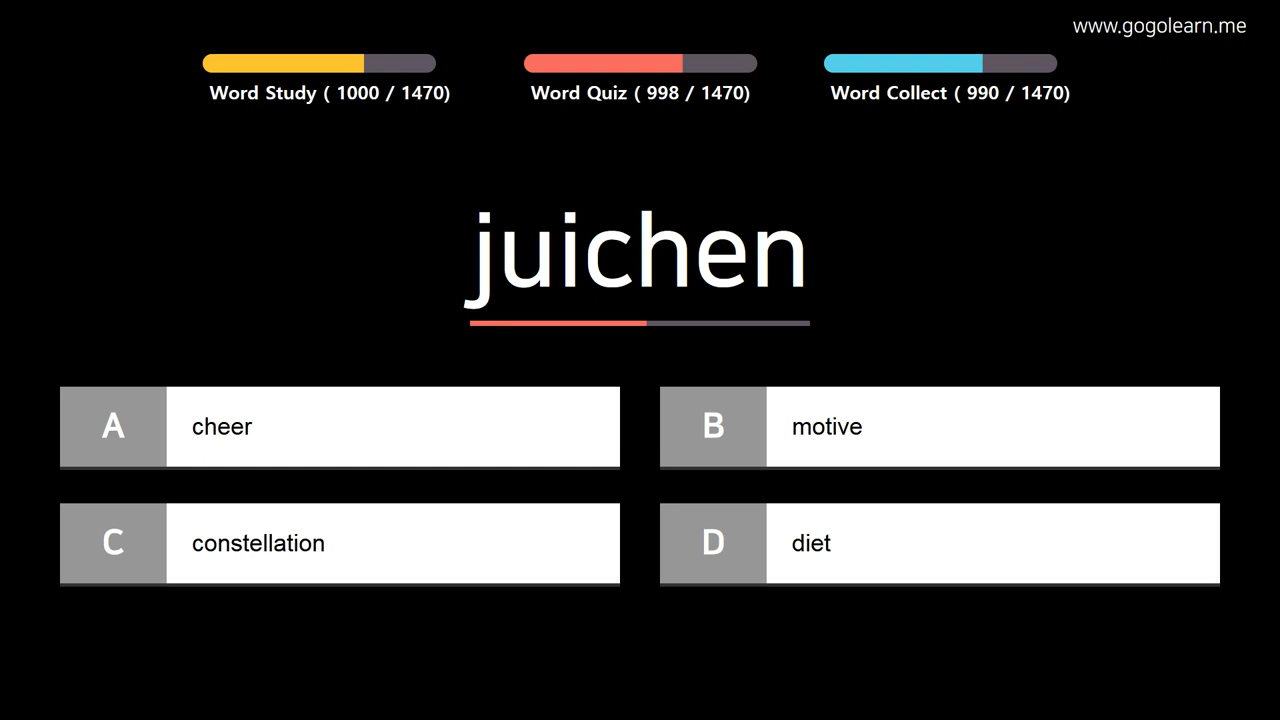 www.gogolearn.me
Word Study ( 1000 / 1470)
Word Quiz ( 998 / 1470)
Word Collect ( 990 / 1470)
juichen
A cheer
B motive
C constellation
D diet